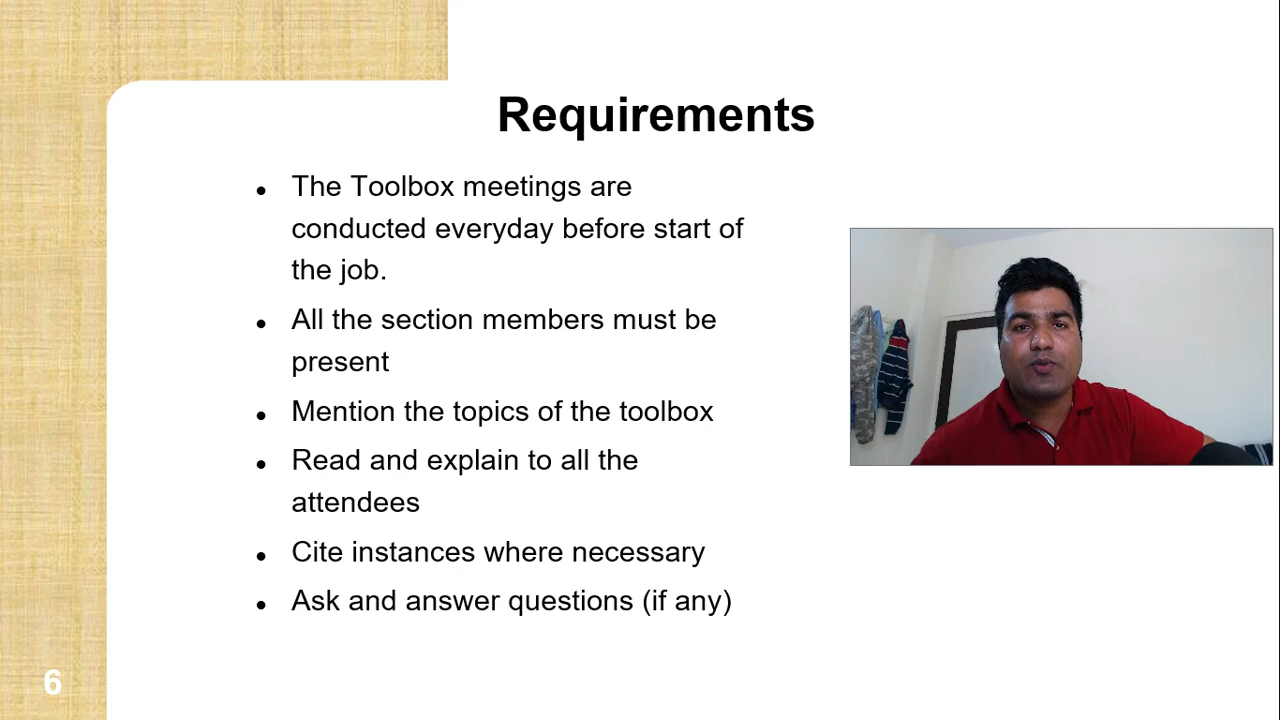 Requirements
● The Toolbox meetings are
conducted everyday before start of
the job.
● All the section members must be
present
● Mention the topics of the toolbox
● Read and explain to all the
attendees
● Cite instances where necessary
● Ask and answer questions (if any)
6